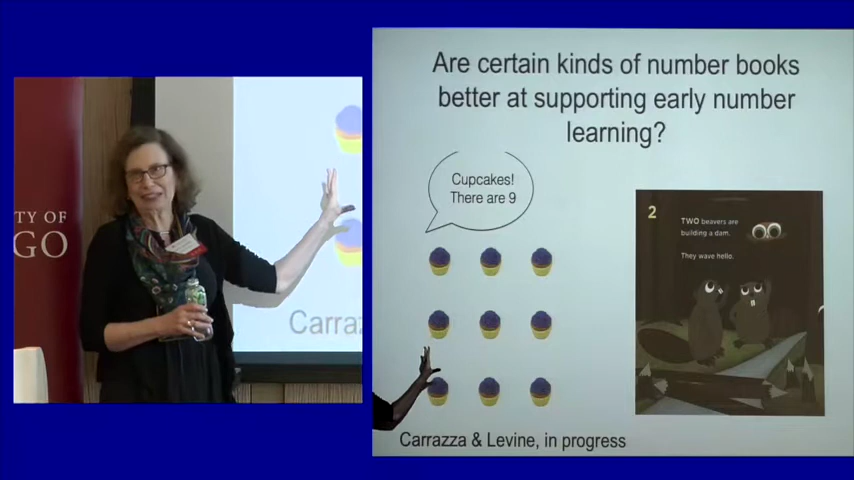 TY OF
GO
Carraz
Are certain kinds of number books
better at supporting early number
learning?
Cupcakes!
There are 9
2
TWO beavers are
building a dam.
They wave hello.
Carrazza & Levine, in progress